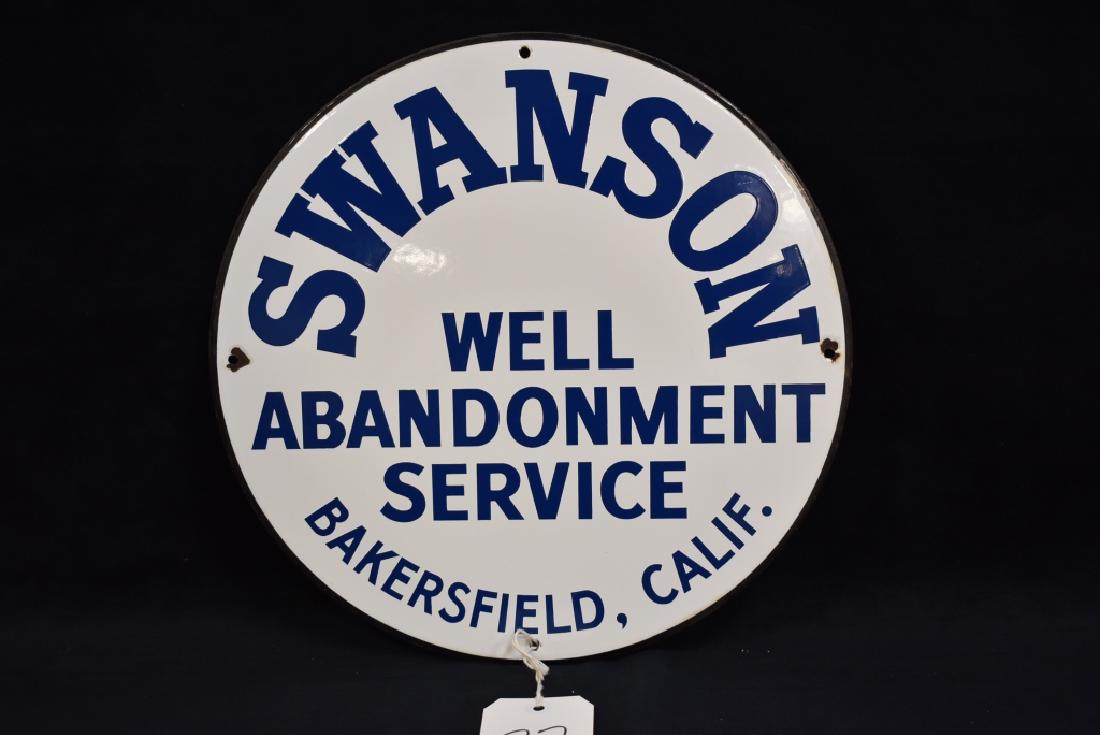 SWANSON
WELL
ABANDONMENT
SERVICE
BAKERSFIELD, CALIF.